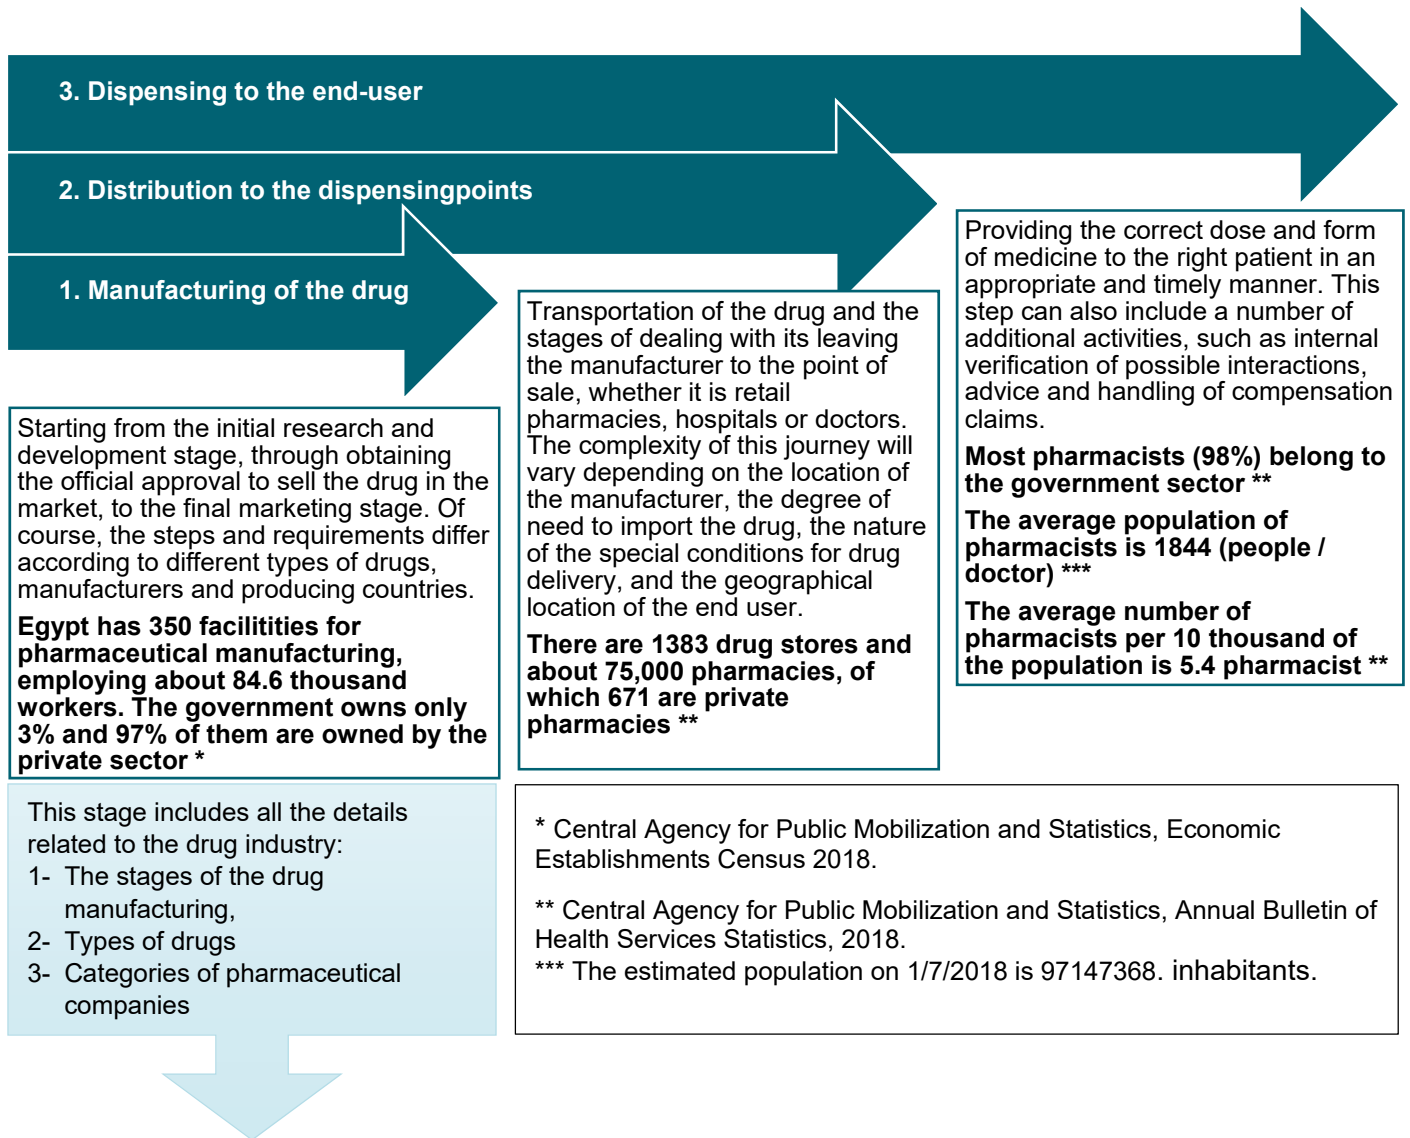 3. Dispensing to the end-user
2. Distribution to the dispensingpoints
1. Manufacturing of the drug
Starting from the initial research and
development stage, through obtaining
the official approval to sell the drug in the
market, to the final marketing stage. Of
course, the steps and requirements differ
according to different types of drugs,
manufacturers and producing countries.
Egypt has 350 facilitities for
pharmaceutical manufacturing,
employing about 84.6 thousand
workers. The government owns only
3% and 97% of them are owned by the
private sector *
Transportation of the drug and the
stages of dealing with its leaving
the manufacturer to the point of
sale, whether it is retail
pharmacies, hospitals or doctors.
The complexity of this journey will
vary depending on the location of
the manufacturer, the degree of
need to import the drug, the nature
of the special conditions for drug
delivery, and the geographical
location of the end user.
There are 1383 drug stores and
about 75,000 pharmacies, of
which 671 are private
pharmacies **
Providing the correct dose and form
of medicine to the right patient in an
appropriate and timely manner. This
step can also include a number of
additional activities, such as internal
verification of possible interactions,
advice and handling of compensation
claims.
Most pharmacists (98%) belong to
the government sector **
The average population of
pharmacists is 1844 (people /
doctor) ***
The average number of
pharmacists per 10 thousand of
the population is 5.4 pharmacist **
This stage includes all the details
related to the drug industry:
1- The stages of the drug
manufacturing,
2- Types of drugs
3- Categories of pharmaceutical
companies
* Central Agency for Public Mobilization and Statistics, Economic
Establishments Census 2018.
** Central Agency for Public Mobilization and Statistics, Annual Bulletin of
Health Services Statistics, 2018.
*** The estimated population on 1/7/2018 is 97147368. inhabitants.